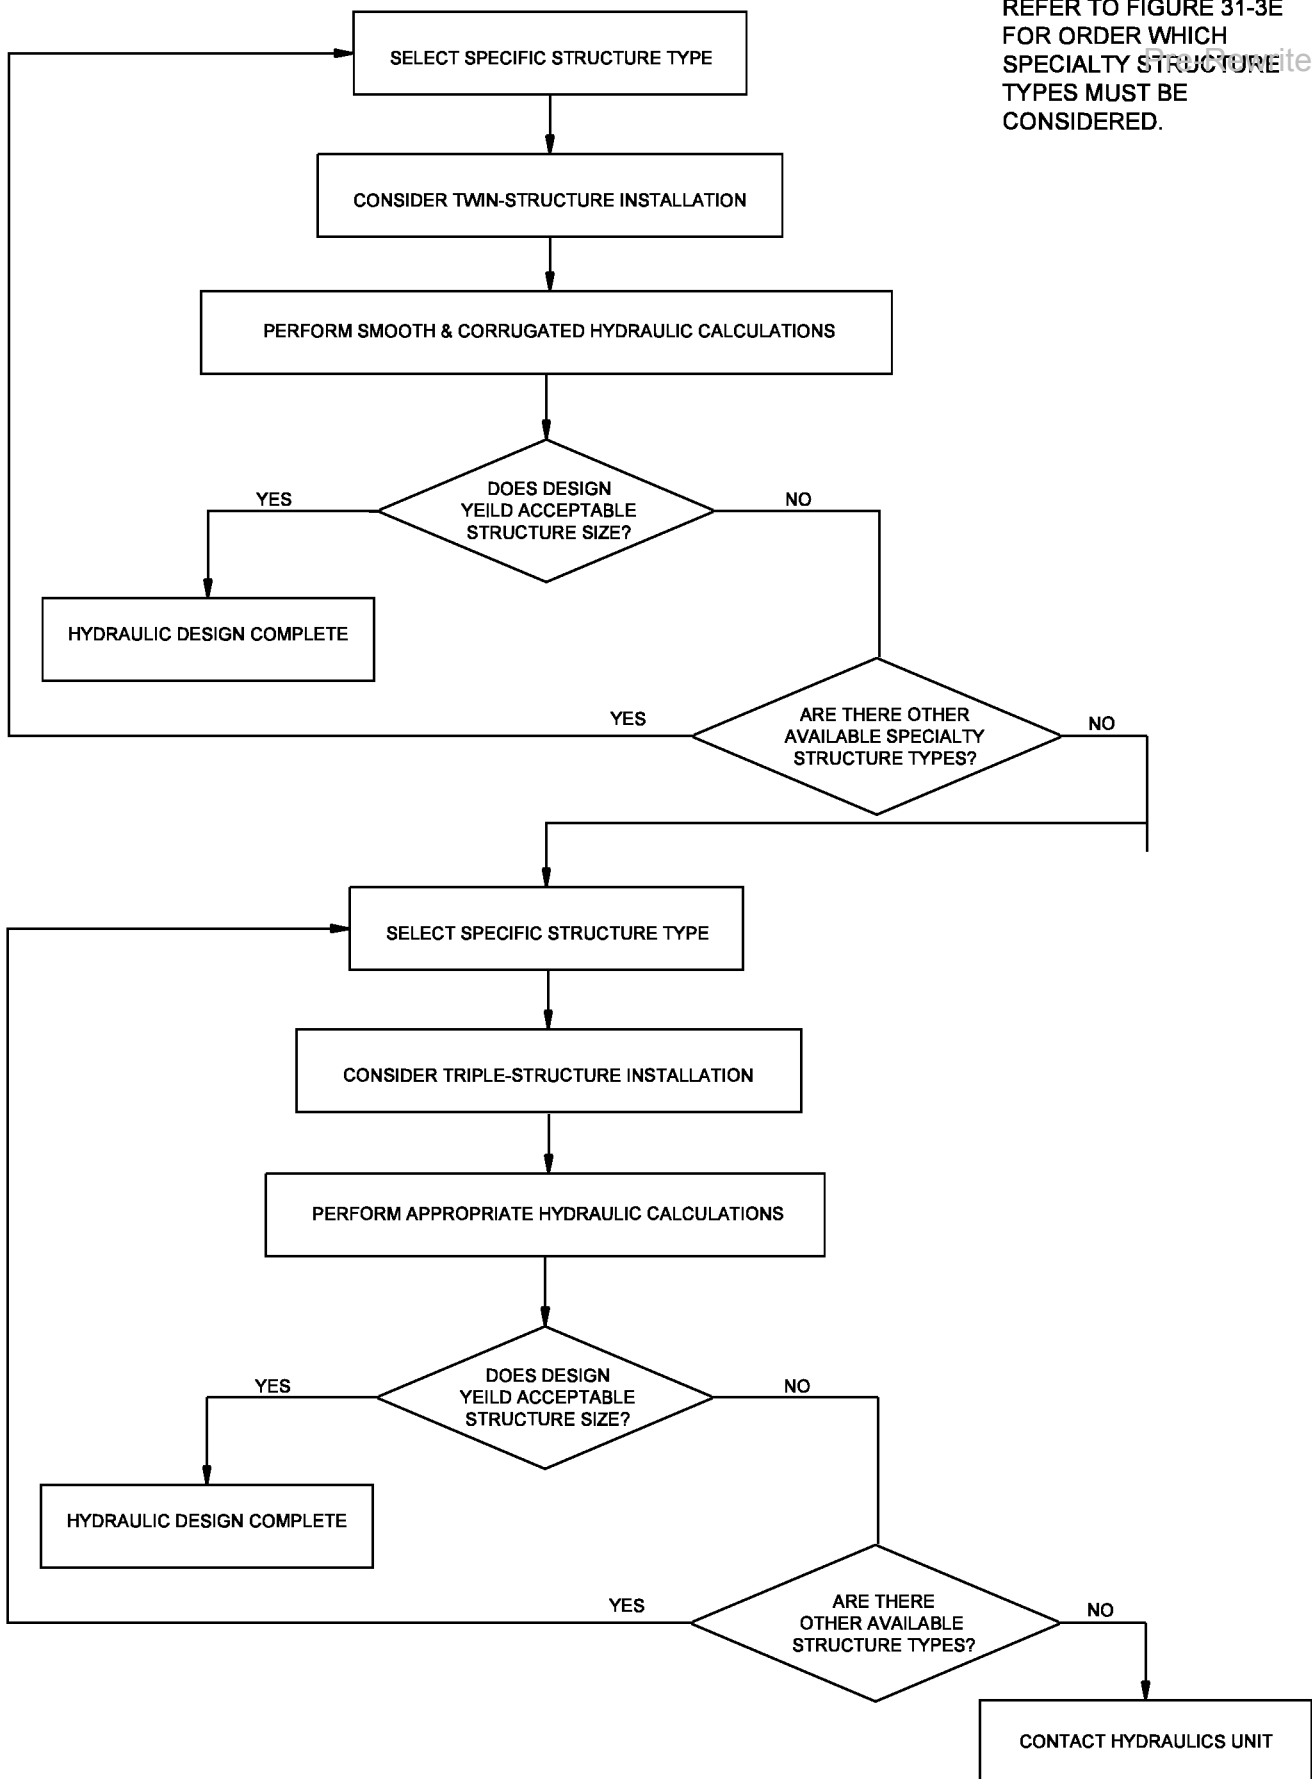 REFER TO FIGURE 31-3E
FOR ORDER WHICH
SPECIALTY STRUCTURE
TYPES MUST BE
CONSIDERED.
Pre-Rewrite
SELECT SPECIFIC STRUCTURE TYPE
CONSIDER TWIN-STRUCTURE INSTALLATION
PERFORM SMOOTH & CORRUGATED HYDRAULIC CALCULATIONS
DOES DESIGN
YEILD ACCEPTABLE
STRUCTURE SIZE?
YES
NO
HYDRAULIC DESIGN COMPLETE
ARE THERE OTHER
AVAILABLE SPECIALTY
STRUCTURE TYPES?
YES
NO
SELECT SPECIFIC STRUCTURE TYPE
CONSIDER TRIPLE-STRUCTURE INSTALLATION
PERFORM APPROPRIATE HYDRAULIC CALCULATIONS
DOES DESIGN
YEILD ACCEPTABLE
STRUCTURE SIZE?
YES
NO
HYDRAULIC DESIGN COMPLETE
ARE THERE
OTHER AVAILABLE
STRUCTURE TYPES?
YES
NO
CONTACT HYDRAULICS UNIT